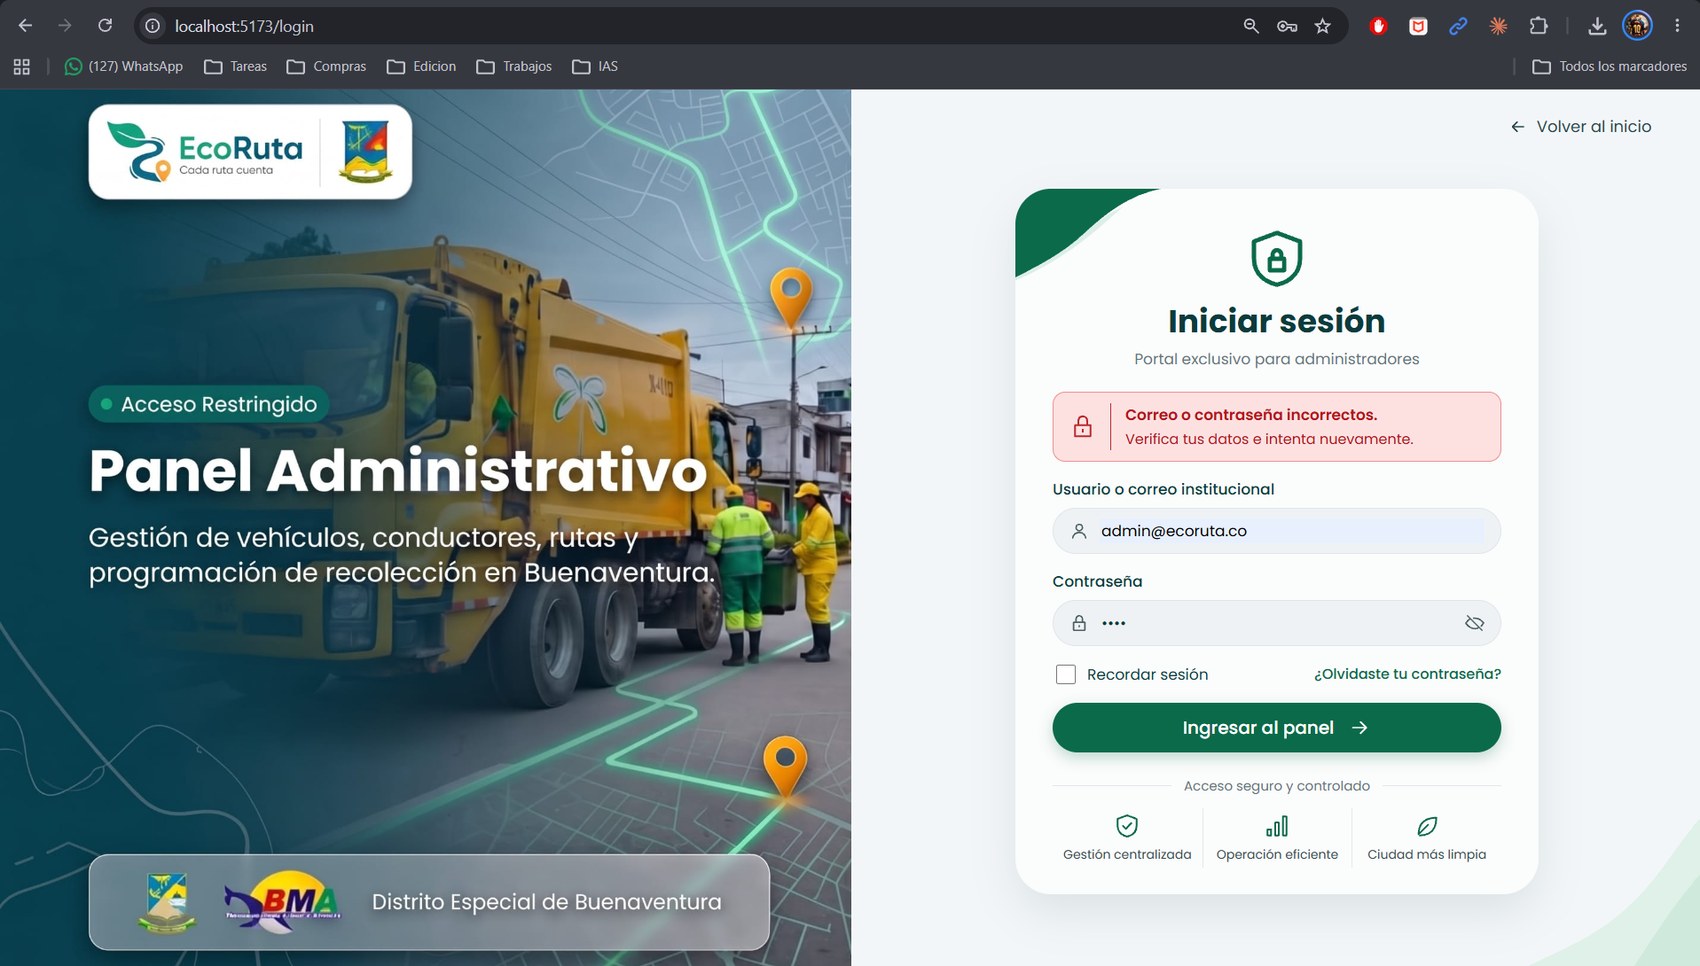 localhost:5173/login
(127) WhatsApp
Tareas
Compras
Edicion
Trabajos
IAS
Todos los marcadores
EcoRuta
Cada ruta cuenta
Acceso Restringido
Panel Administrativo
Gestión de vehículos, conductores, rutas y
programación de recolección en Buenaventura.
BMA
Distrito Especial de Buenaventura
← Volver al inicio
Iniciar sesión
Portal exclusivo para administradores
Correo o contraseña incorrectos.
Verifica tus datos e intenta nuevamente.
Usuario o correo institucional
admin@ecoruta.co
Contraseña
••••
Recordar sesión
¿Olvidaste tu contraseña?
Ingresar al panel →
Acceso seguro y controlado
Gestión centralizada
Operación eficiente
Ciudad más limpia